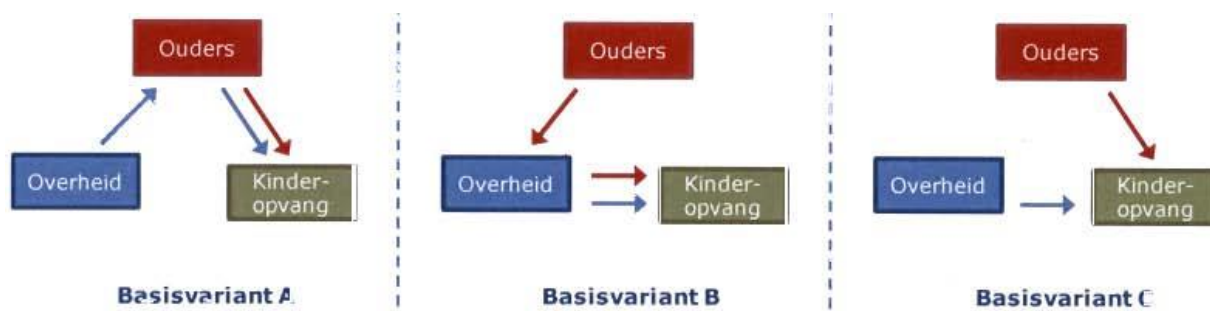 Ouders
Overheid
Kinder-
opvang
Basisvariant A
Ouders
Overheid
Kinder-
opvang
Basisvariant B
Ouders
Overheid
Kinder-
opvang
Basisvariant C